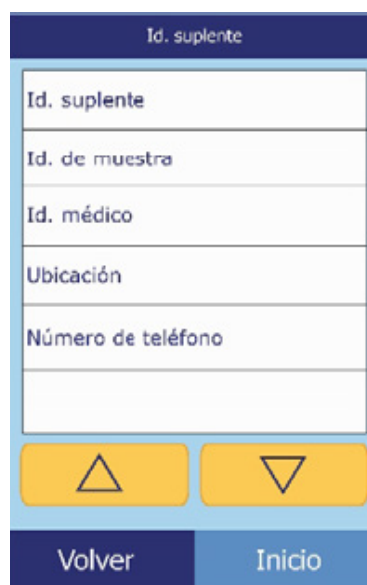 Id. suplente
Id. suplente
Id. de muestra
Id. médico
Ubicación
Número de teléfono
Volver
Inicio